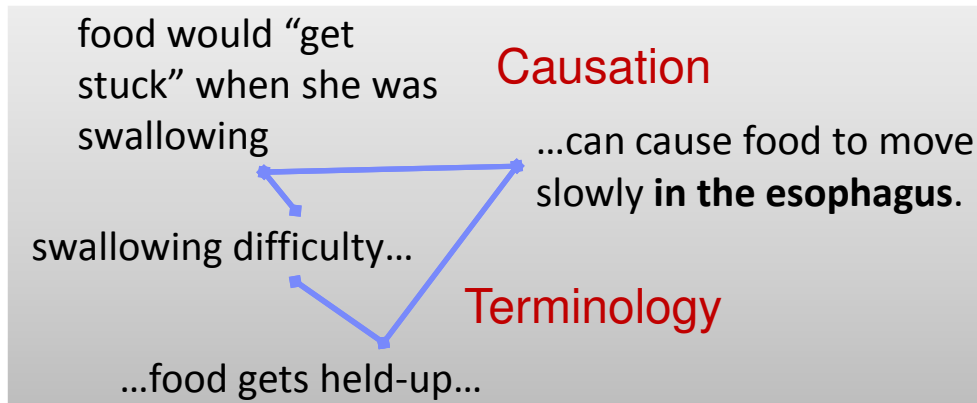 food would “get
stuck” when she was
swallowing
Causation
…can cause food to move
slowly in the esophagus.
swallowing difficulty…
Terminology
…food gets held-up…